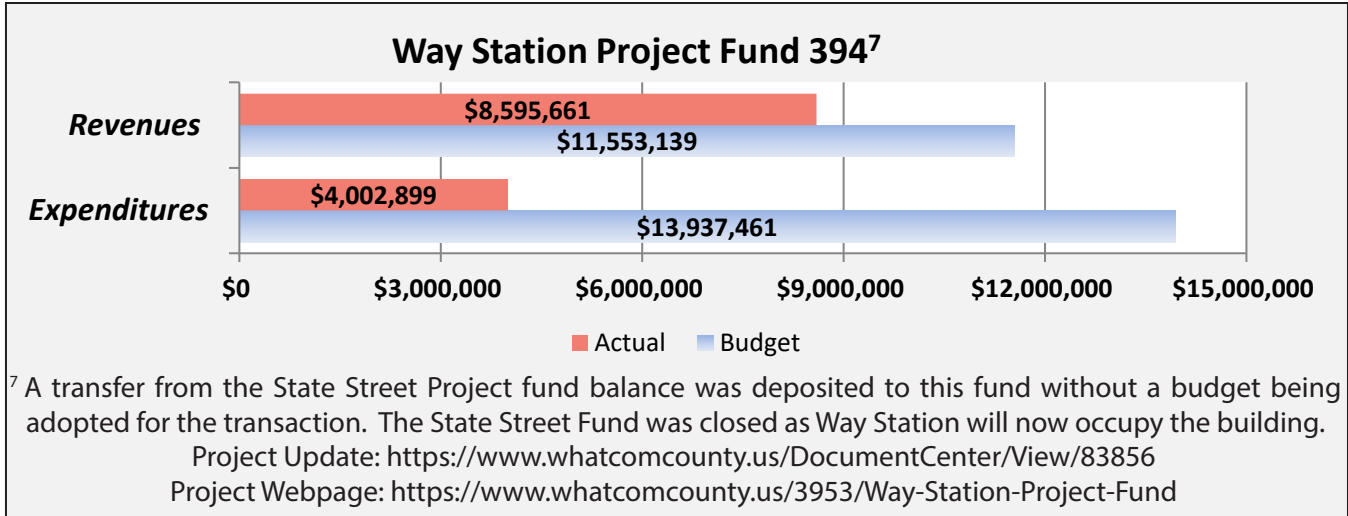 Way Station Project Fund 394⁷
Revenues
$8,595,661
$11,553,139
Expenditures
$4,002,899
$13,937,461
$0 $3,000,000 $6,000,000 $9,000,000 $12,000,000 $15,000,000
Actual Budget
⁷ A transfer from the State Street Project fund balance was deposited to this fund without a budget being
adopted for the transaction. The State Street Fund was closed as Way Station will now occupy the building.
Project Update: https://www.whatcomcounty.us/DocumentCenter/View/83856
Project Webpage: https://www.whatcomcounty.us/3953/Way-Station-Project-Fund